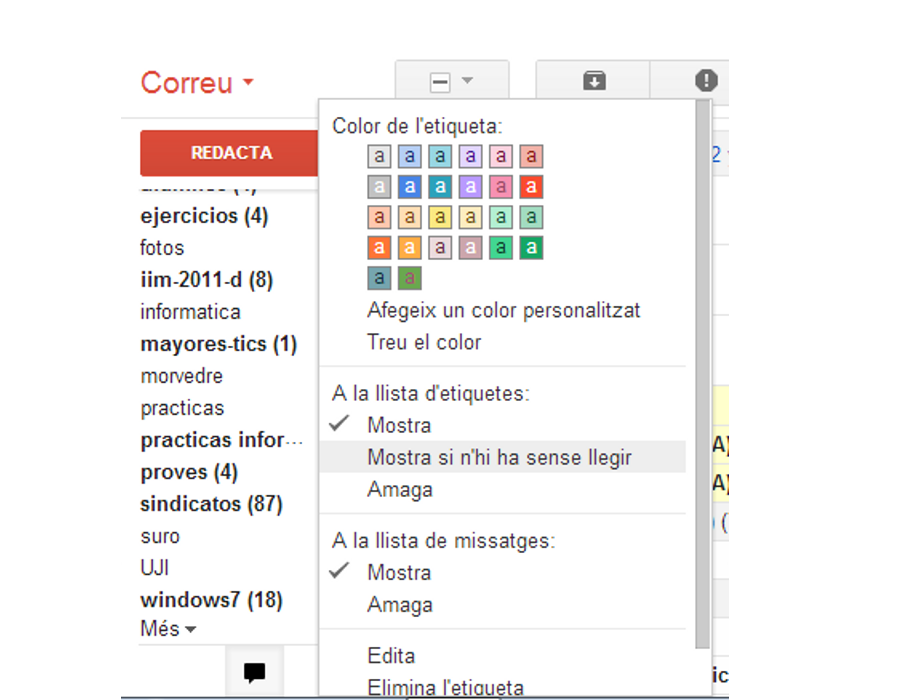 Correu
REDACTA
ejercicios (4)
fotos
iim-2011-d (8)
informatica
mayores-tics (1)
morvedre
practicas
practicas infor...
proves (4)
sindicatos (87)
suro
UJI
windows7 (18)
Més
Color de l'etiqueta:
a a a a a a
a a a a a a
a a a a a a
a a a a a a
a a
Afegeix un color personalitzat
Treu el color
A la llista d'etiquetes:
Mostra
Mostra si n'hi ha sense llegir
Amaga
A la llista de missatges:
Mostra
Amaga
Edita
Elimina l'etiqueta
2
A)
A)
(
ic